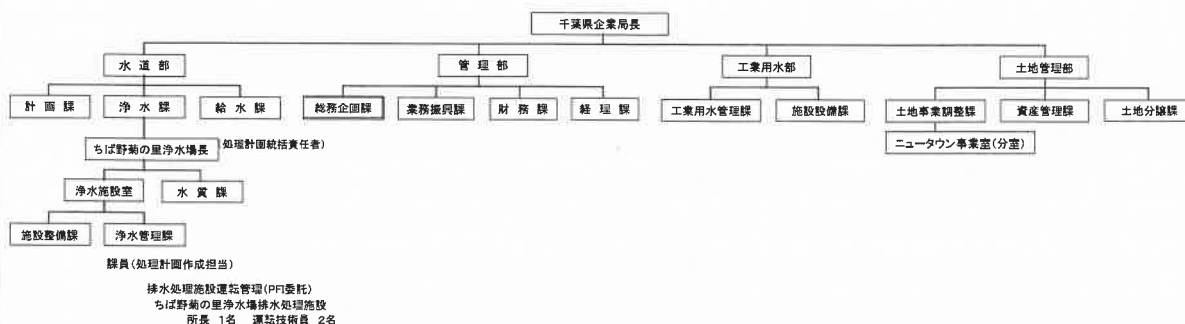 千葉県企業局長
水道部
管理部
工業用水部
土地管理部
計画課
浄水課
給水課
総務企画課
業務振興課
財務課
経理課
工業用水管理課
施設設備課
土地事業調整課
資産管理課
土地分譲課
ちば野菊の里浄水場長
(処理計画統括責任者)
ニュータウン事業室(分室)
浄水施設室
水質課
施設整備課
浄水管理課
課員(処理計画作成担当)
排水処理施設運転管理(PFI委託)
ちば野菊の里浄水場排水処理施設
所長 1名 運転技術員 2名